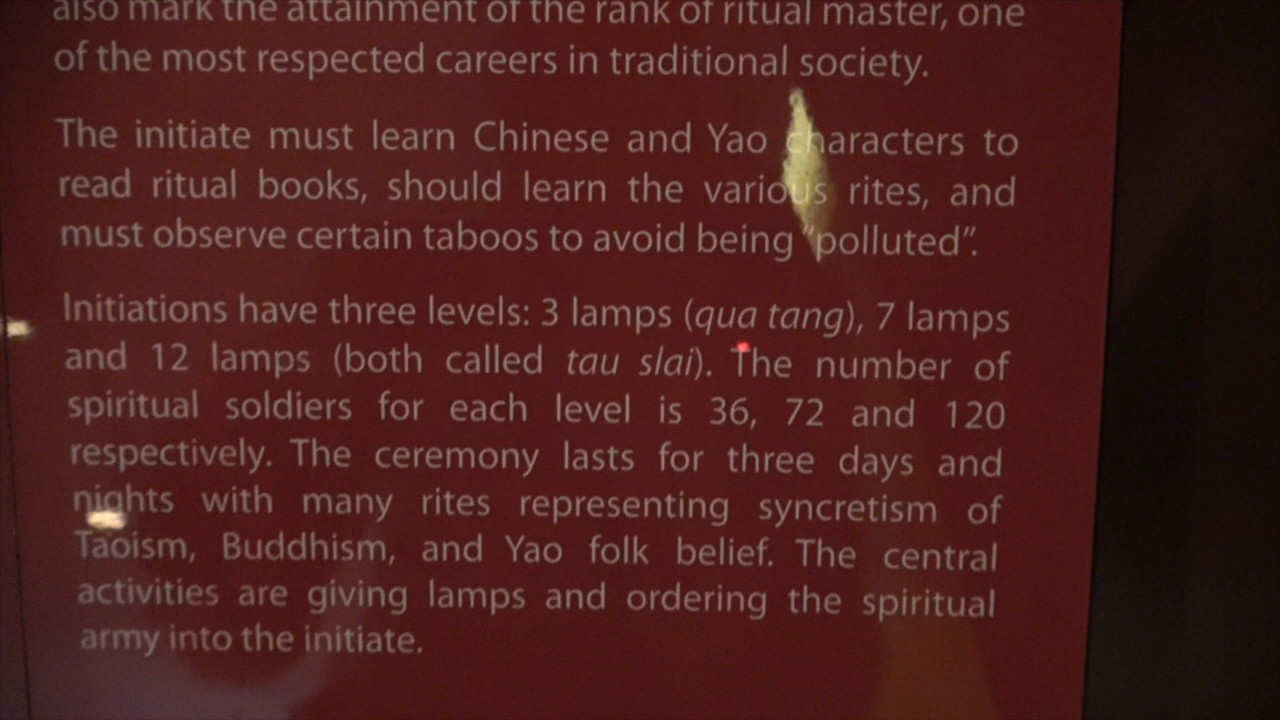 also mark the attainment of the rank of ritual master, one
of the most respected careers in traditional society.
The initiate must learn Chinese and Yao characters to
read ritual books, should learn the various rites, and
must observe certain taboos to avoid being “polluted”.
Initiations have three levels: 3 lamps (qua tang), 7 lamps
and 12 lamps (both called tau slai). The number of
spiritual soldiers for each level is 36, 72 and 120
respectively. The ceremony lasts for three days and
nights with many rites representing syncretism of
Taoism, Buddhism, and Yao folk belief. The central
activities are giving lamps and ordering the spiritual
army into the initiate.